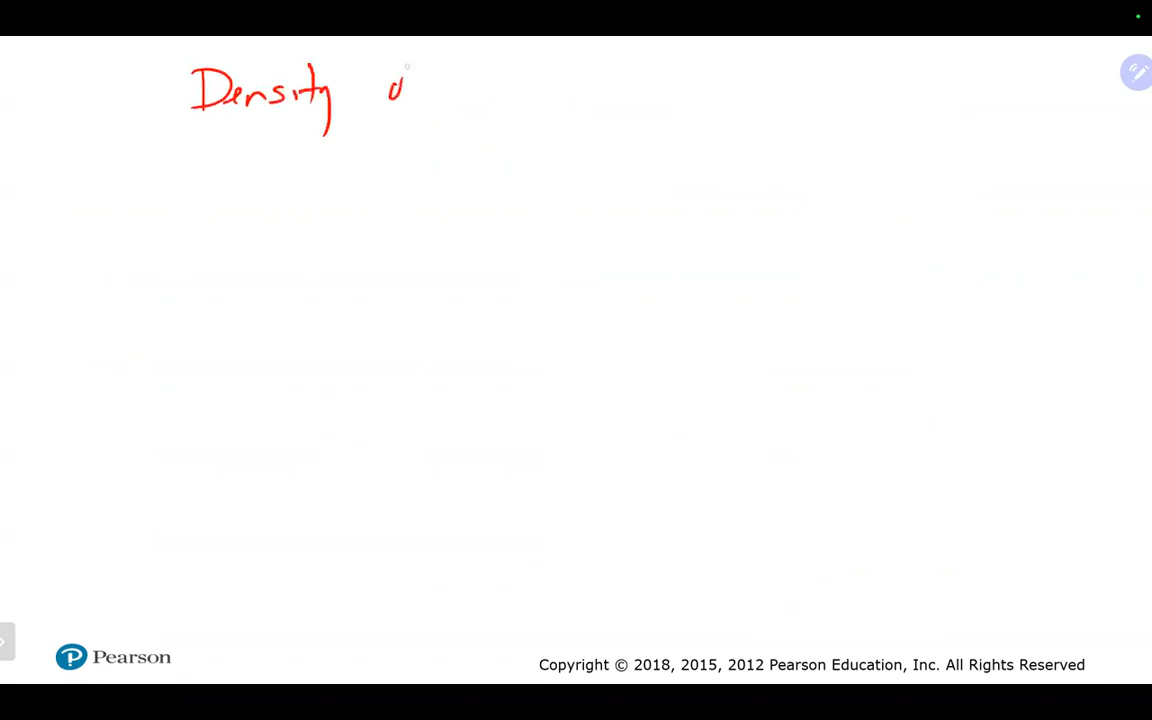 Density
Pearson
Copyright © 2018, 2015, 2012 Pearson Education, Inc. All Rights Reserved